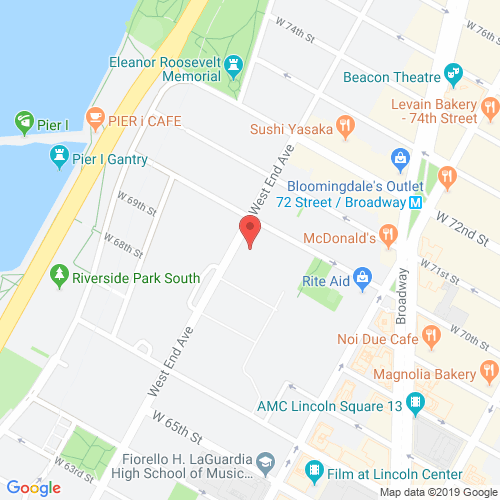 W 74th St
W 76th St
Eleanor Roosevelt
Memorial
Beacon Theatre
Levain Bakery
- 74th Street
Pier I
PIER i CAFE
Sushi Yasaka
Pier I Gantry
Bloomingdale's Outlet
72 Street / Broadway M
West End Ave
W 69th St
W 72nd St
McDonald's
W 68th St
W 71st St
Riverside Park South
Rite Aid
Broadway
W 70th St
Noi Due Cafe
West End Ave
Magnolia Bakery
AMC Lincoln Square 13
W 65th St
Fiorello H. LaGuardia
High School of Music...
W 63rd St
Film at Lincoln Center
Google
Map data ©2019 Google